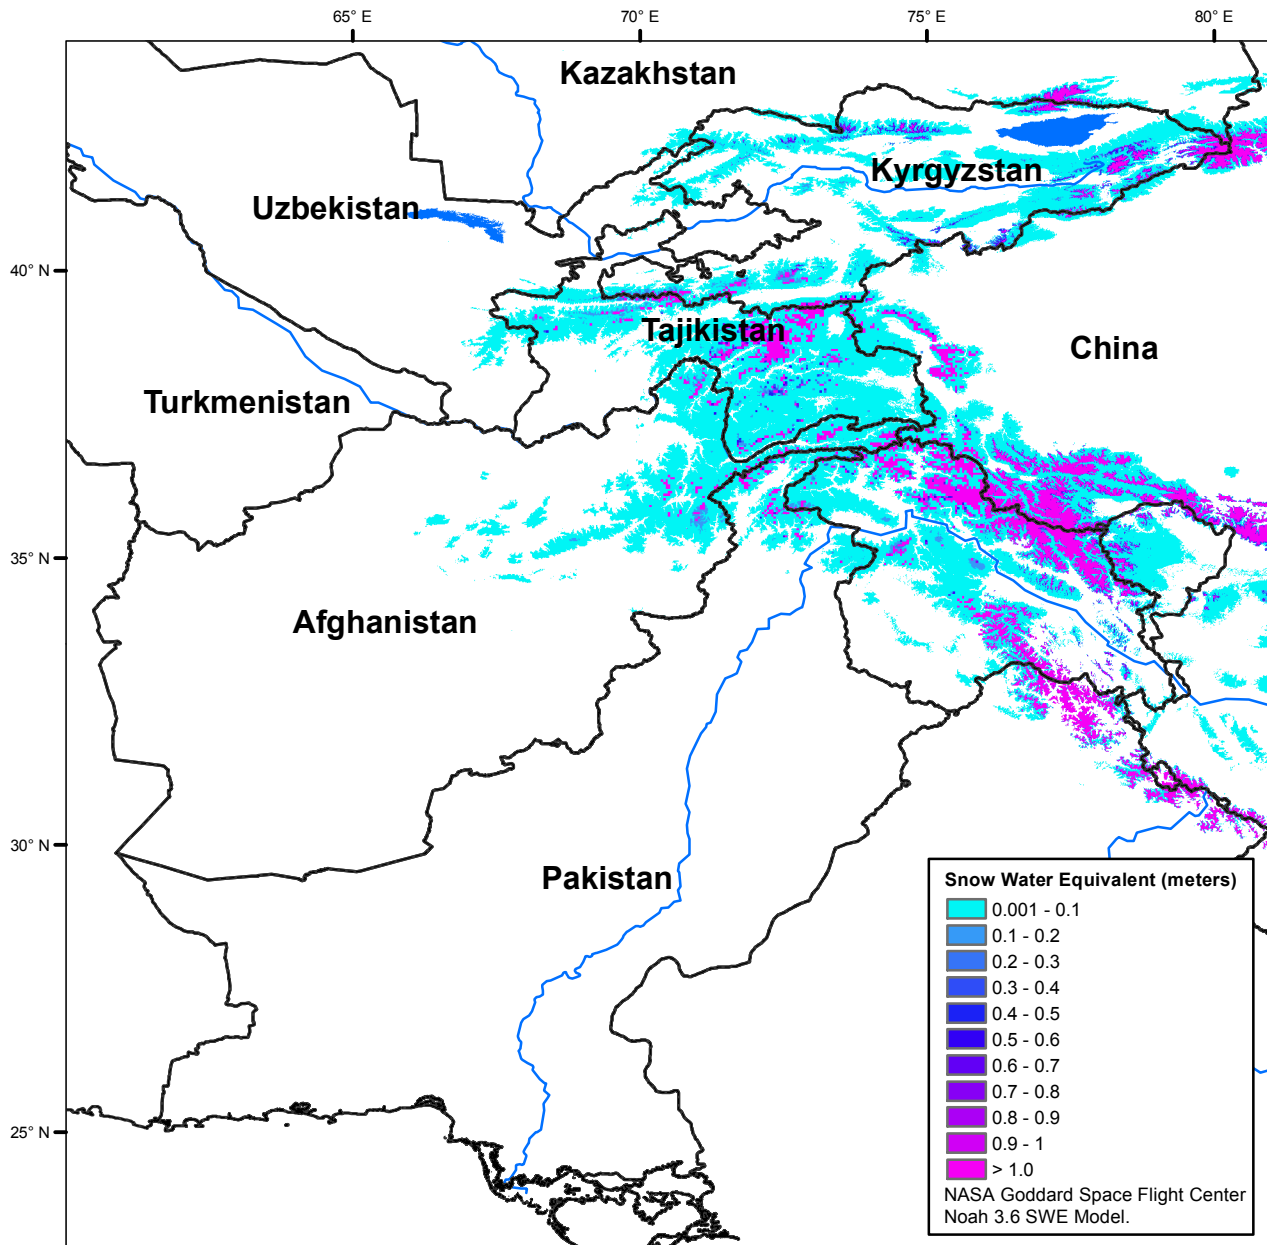 65° E
70° E
75° E
80° E
Kazakhstan
Kyrgyzstan
Uzbekistan
40° N
Tajikistan
China
Turkmenistan
35° N
Afghanistan
30° N
Pakistan
25° N
Snow Water Equivalent (meters)
0.001 - 0.1
0.1 - 0.2
0.2 - 0.3
0.3 - 0.4
0.4 - 0.5
0.5 - 0.6
0.6 - 0.7
0.7 - 0.8
0.8 - 0.9
0.9 - 1
> 1.0
NASA Goddard Space Flight Center
Noah 3.6 SWE Model.